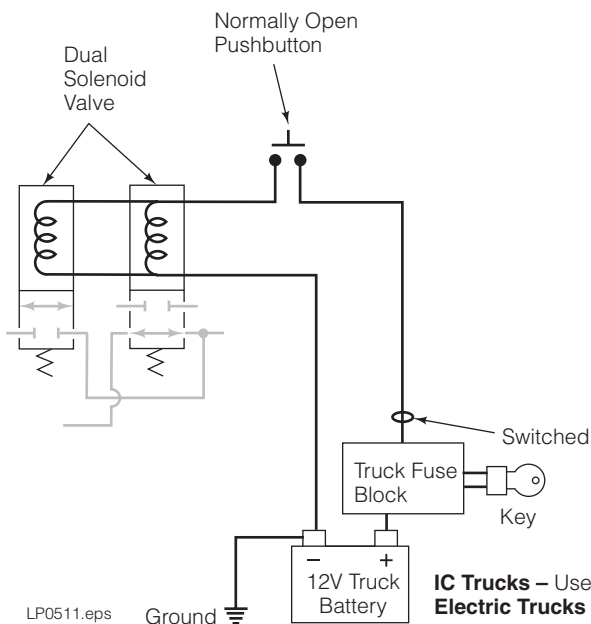 Normally Open
Pushbutton
Dual
Solenoid
Valve
Switched
Truck Fuse
Block
Key
− +
12V Truck
Battery
IC Trucks – Use
Electric Trucks
LP0511.eps
Ground